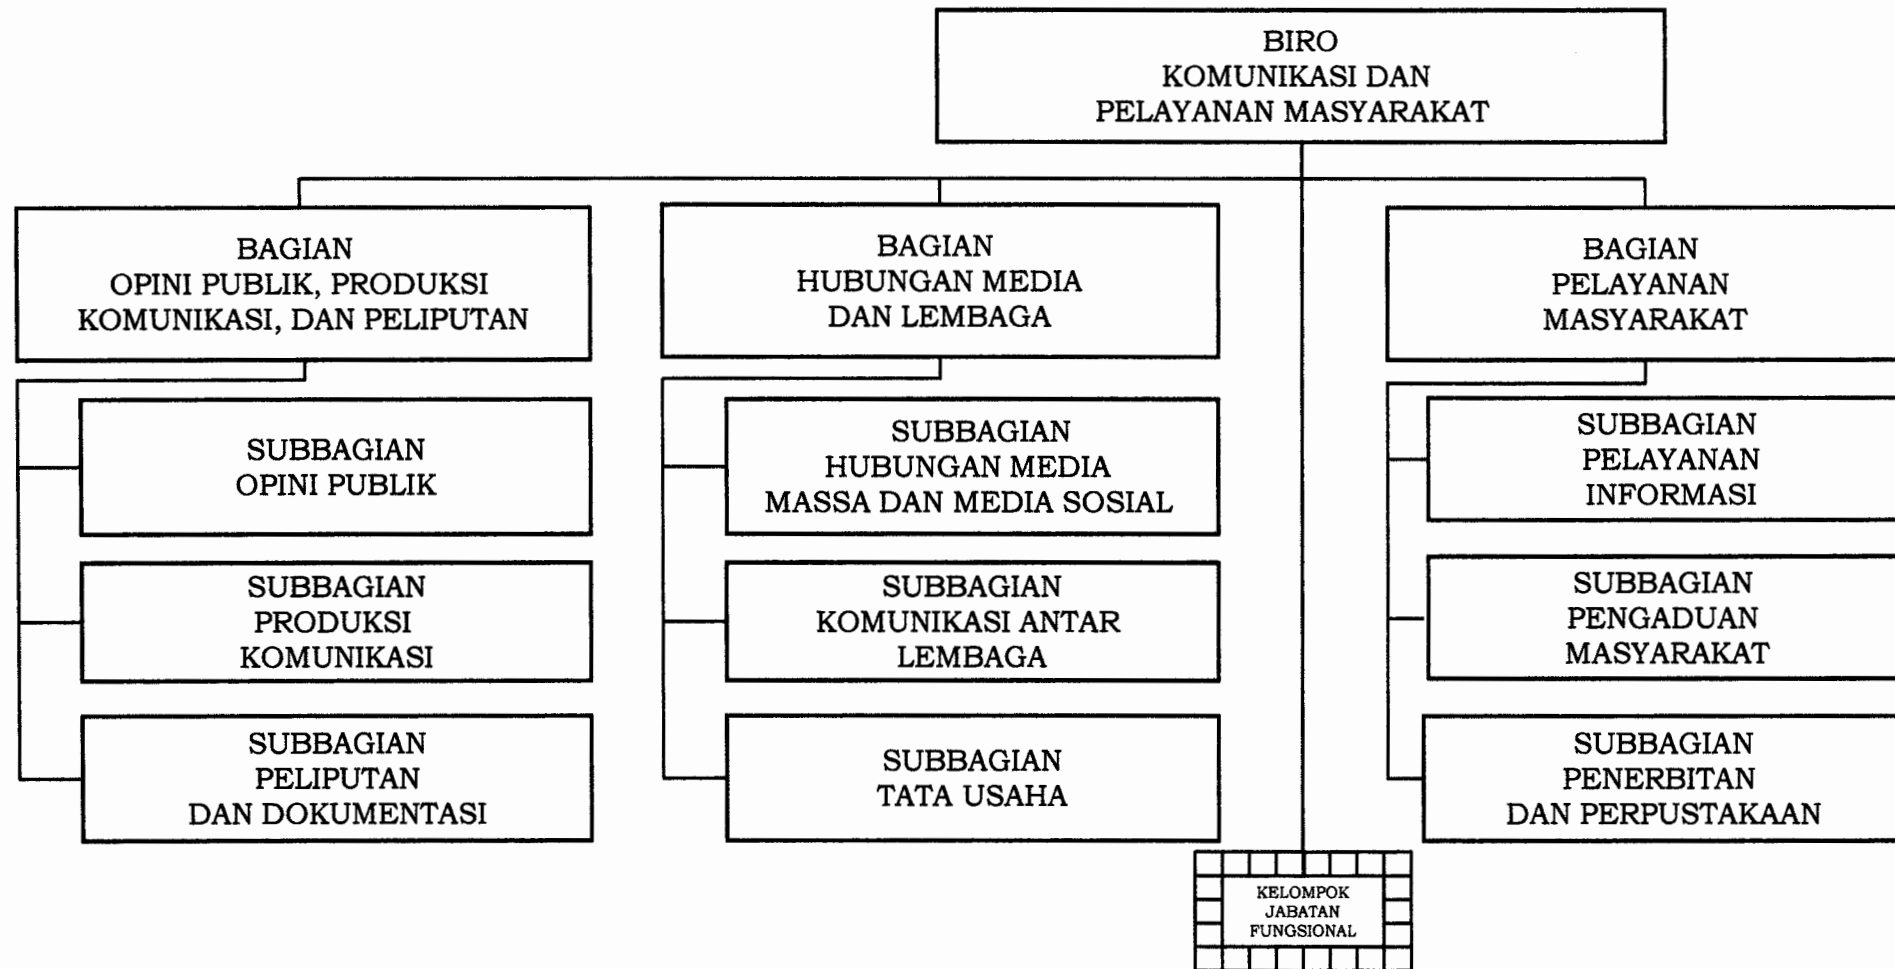 BIRO
KOMUNIKASI DAN
PELAYANAN MASYARAKAT
BAGIAN
OPINI PUBLIK, PRODUKSI
KOMUNIKASI, DAN PELIPUTAN
SUBBAGIAN
OPINI PUBLIK
SUBBAGIAN
PRODUKSI
KOMUNIKASI
SUBBAGIAN
PELIPUTAN
DAN DOKUMENTASI
BAGIAN
HUBUNGAN MEDIA
DAN LEMBAGA
SUBBAGIAN
HUBUNGAN MEDIA
MASSA DAN MEDIA SOSIAL
SUBBAGIAN
KOMUNIKASI ANTAR
LEMBAGA
SUBBAGIAN
TATA USAHA
BAGIAN
PELAYANAN
MASYARAKAT
SUBBAGIAN
PELAYANAN
INFORMASI
SUBBAGIAN
PENGADUAN
MASYARAKAT
SUBBAGIAN
PENERBITAN
DAN PERPUSTAKAAN
KELOMPOK
JABATAN
FUNGSIONAL